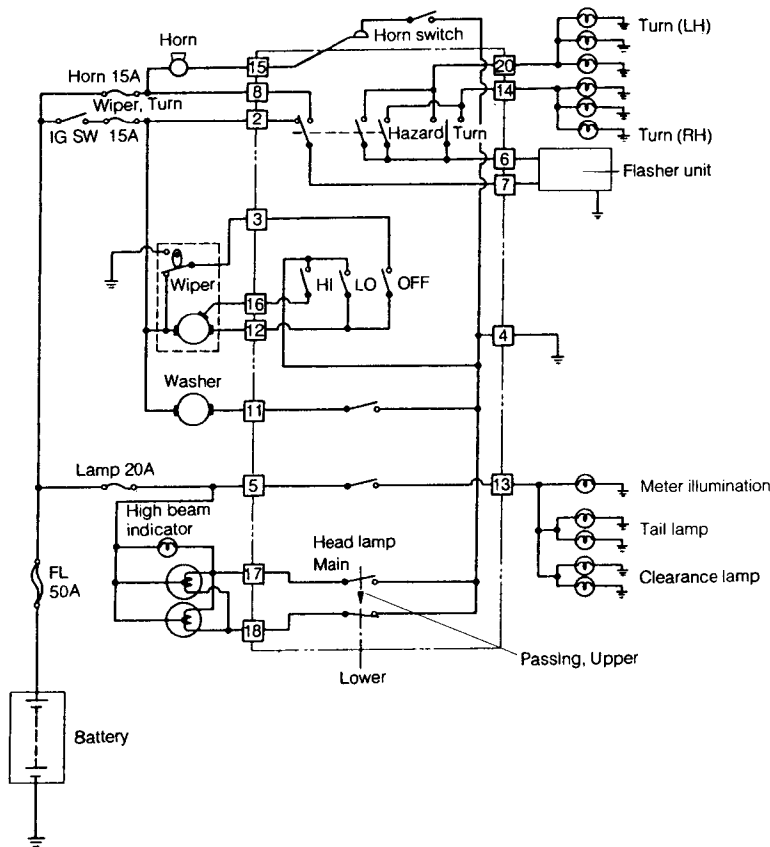 Horn
Horn switch
Turn (LH)
15
20
Horn 15A
8
14
Wiper, Turn
2
Hazard
Turn
IG SW
15A
Turn (RH)
6
Flasher unit
7
3
Wiper
HI
LO
OFF
16
12
4
Washer
11
Lamp 20A
5
13
Meter illumination
High beam
indicator
Tail lamp
Head lamp
Main
FL
50A
17
Clearance lamp
18
Passing, Upper
Lower
Battery